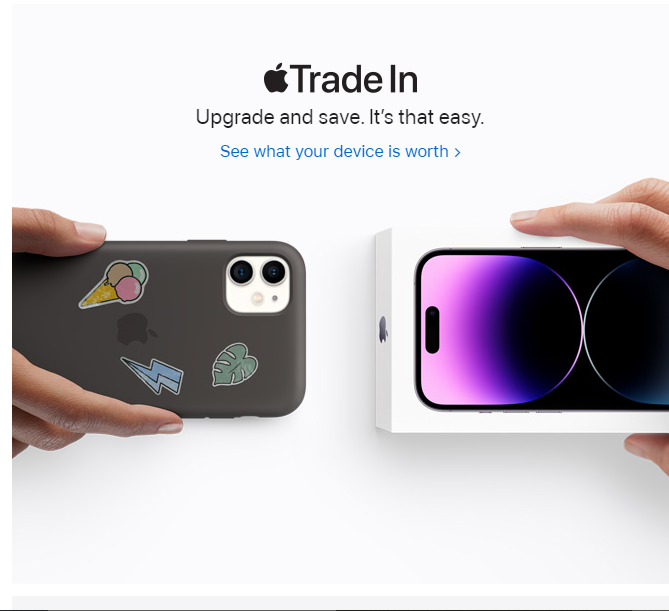 Trade In
Upgrade and save. It’s that easy.
See what your device is worth >